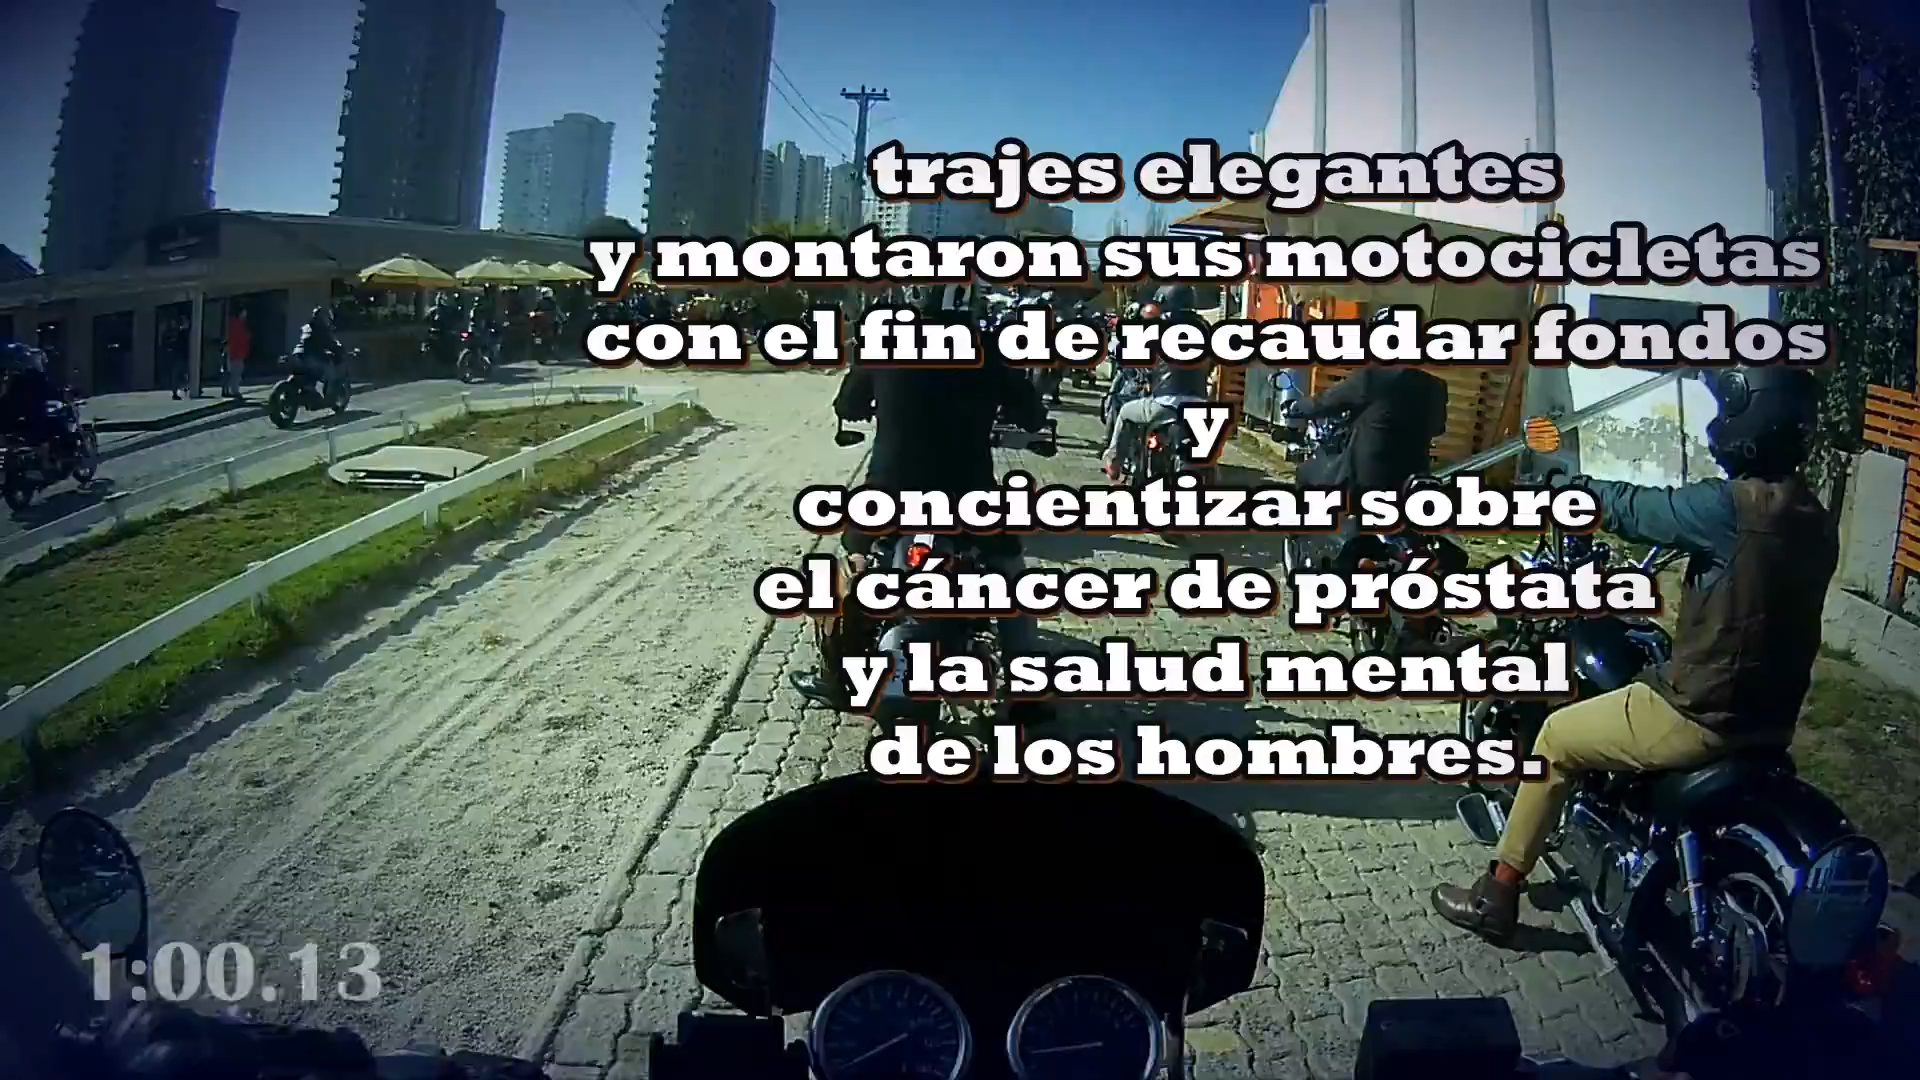 trajes elegantes
y montaron sus motocicletas
con el fin de recaudar fondos
y
concientizar sobre
el cáncer de próstata
y la salud mental
de los hombres.
1:00.13